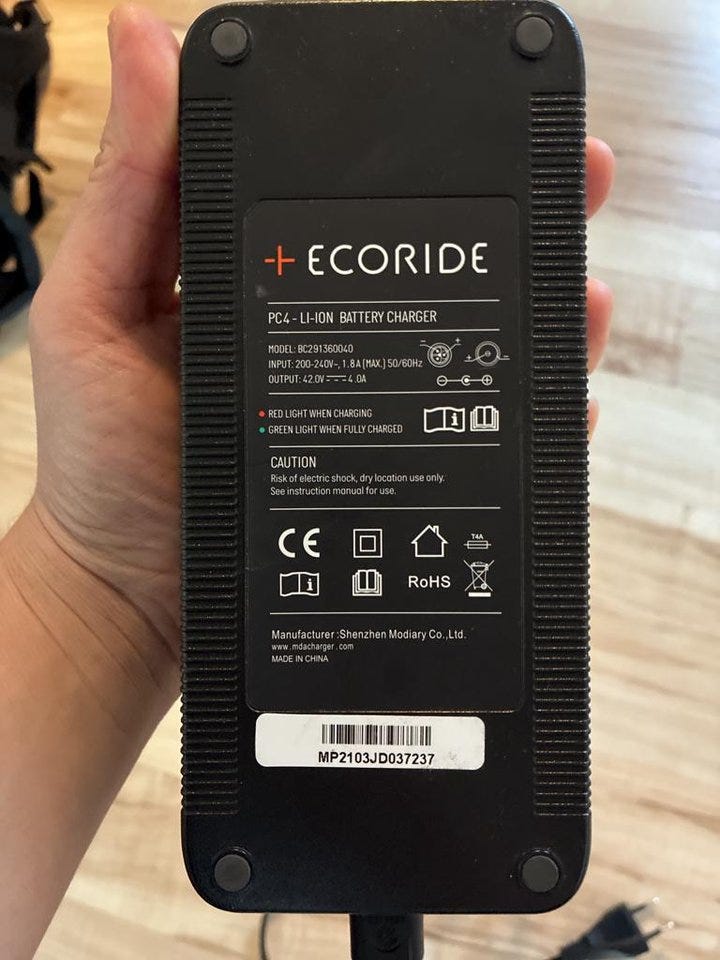 ECORIDE
PC4 - LI-ION BATTERY CHARGER
MODEL: BC291360040
INPUT: 200-240V~, 1.8A (MAX.) 50/60Hz
OUTPUT: 42.0V ⎓ 4.0A
RED LIGHT WHEN CHARGING
GREEN LIGHT WHEN FULLY CHARGED
CAUTION
Risk of electric shock, dry location use only.
See instruction manual for use.
CE
T4A
RoHS
Manufacturer :Shenzhen Modiary Co.,Ltd.
www.mdacharger.com
MADE IN CHINA
MP2103JD037237